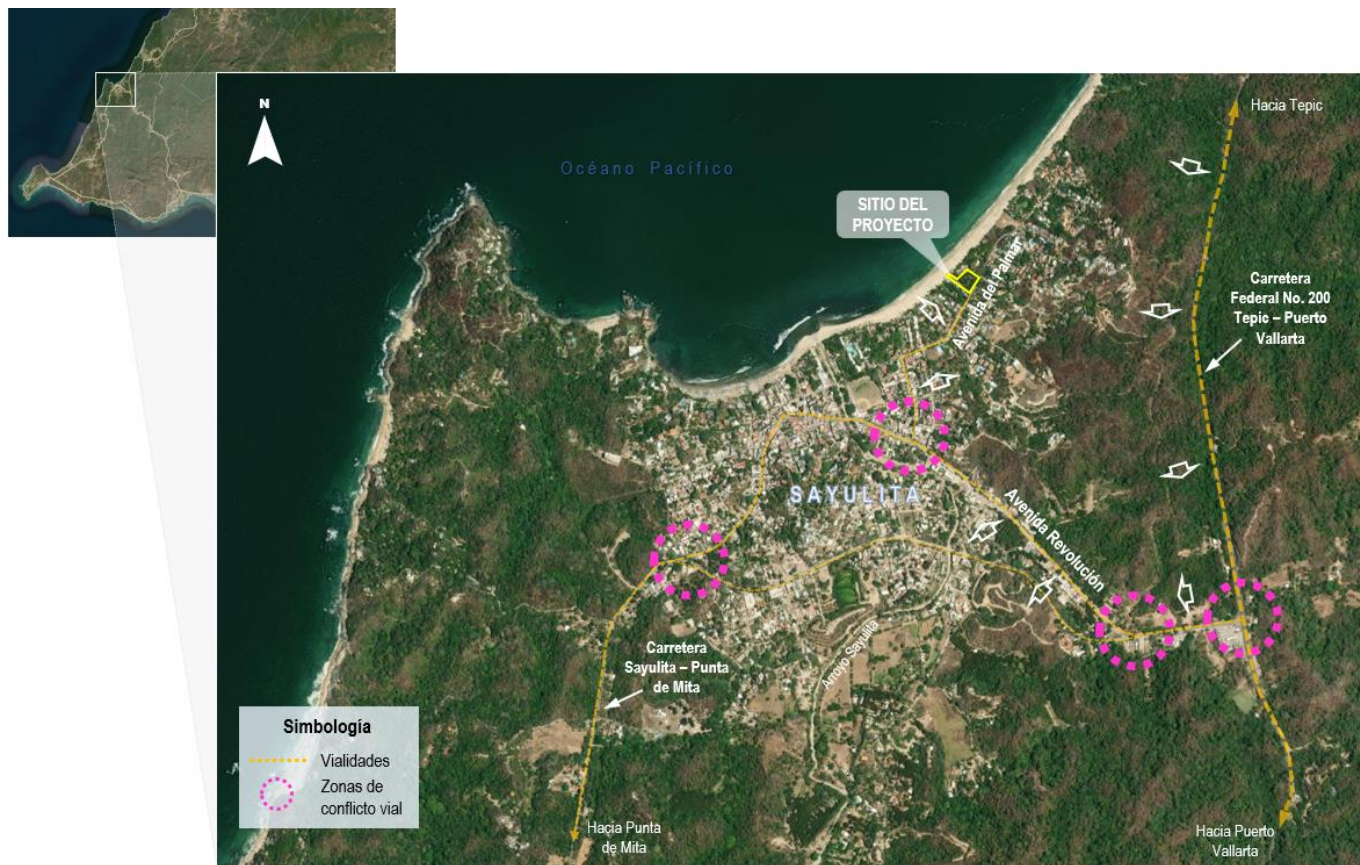 N
Océano Pacífico
SITIO DEL
PROYECTO
Hacia Tepic
Avenida del Palmar
Carretera
Federal No. 200
Tepic – Puerto
Vallarta
SAYULITA
Avenida Revolución
Carretera
Sayulita – Punta
de Mita
Arroyo Sayulita
Simbología
Vialidades
Zonas de
conflicto vial
Hacia Punta
de Mita
Hacia Puerto
Vallarta